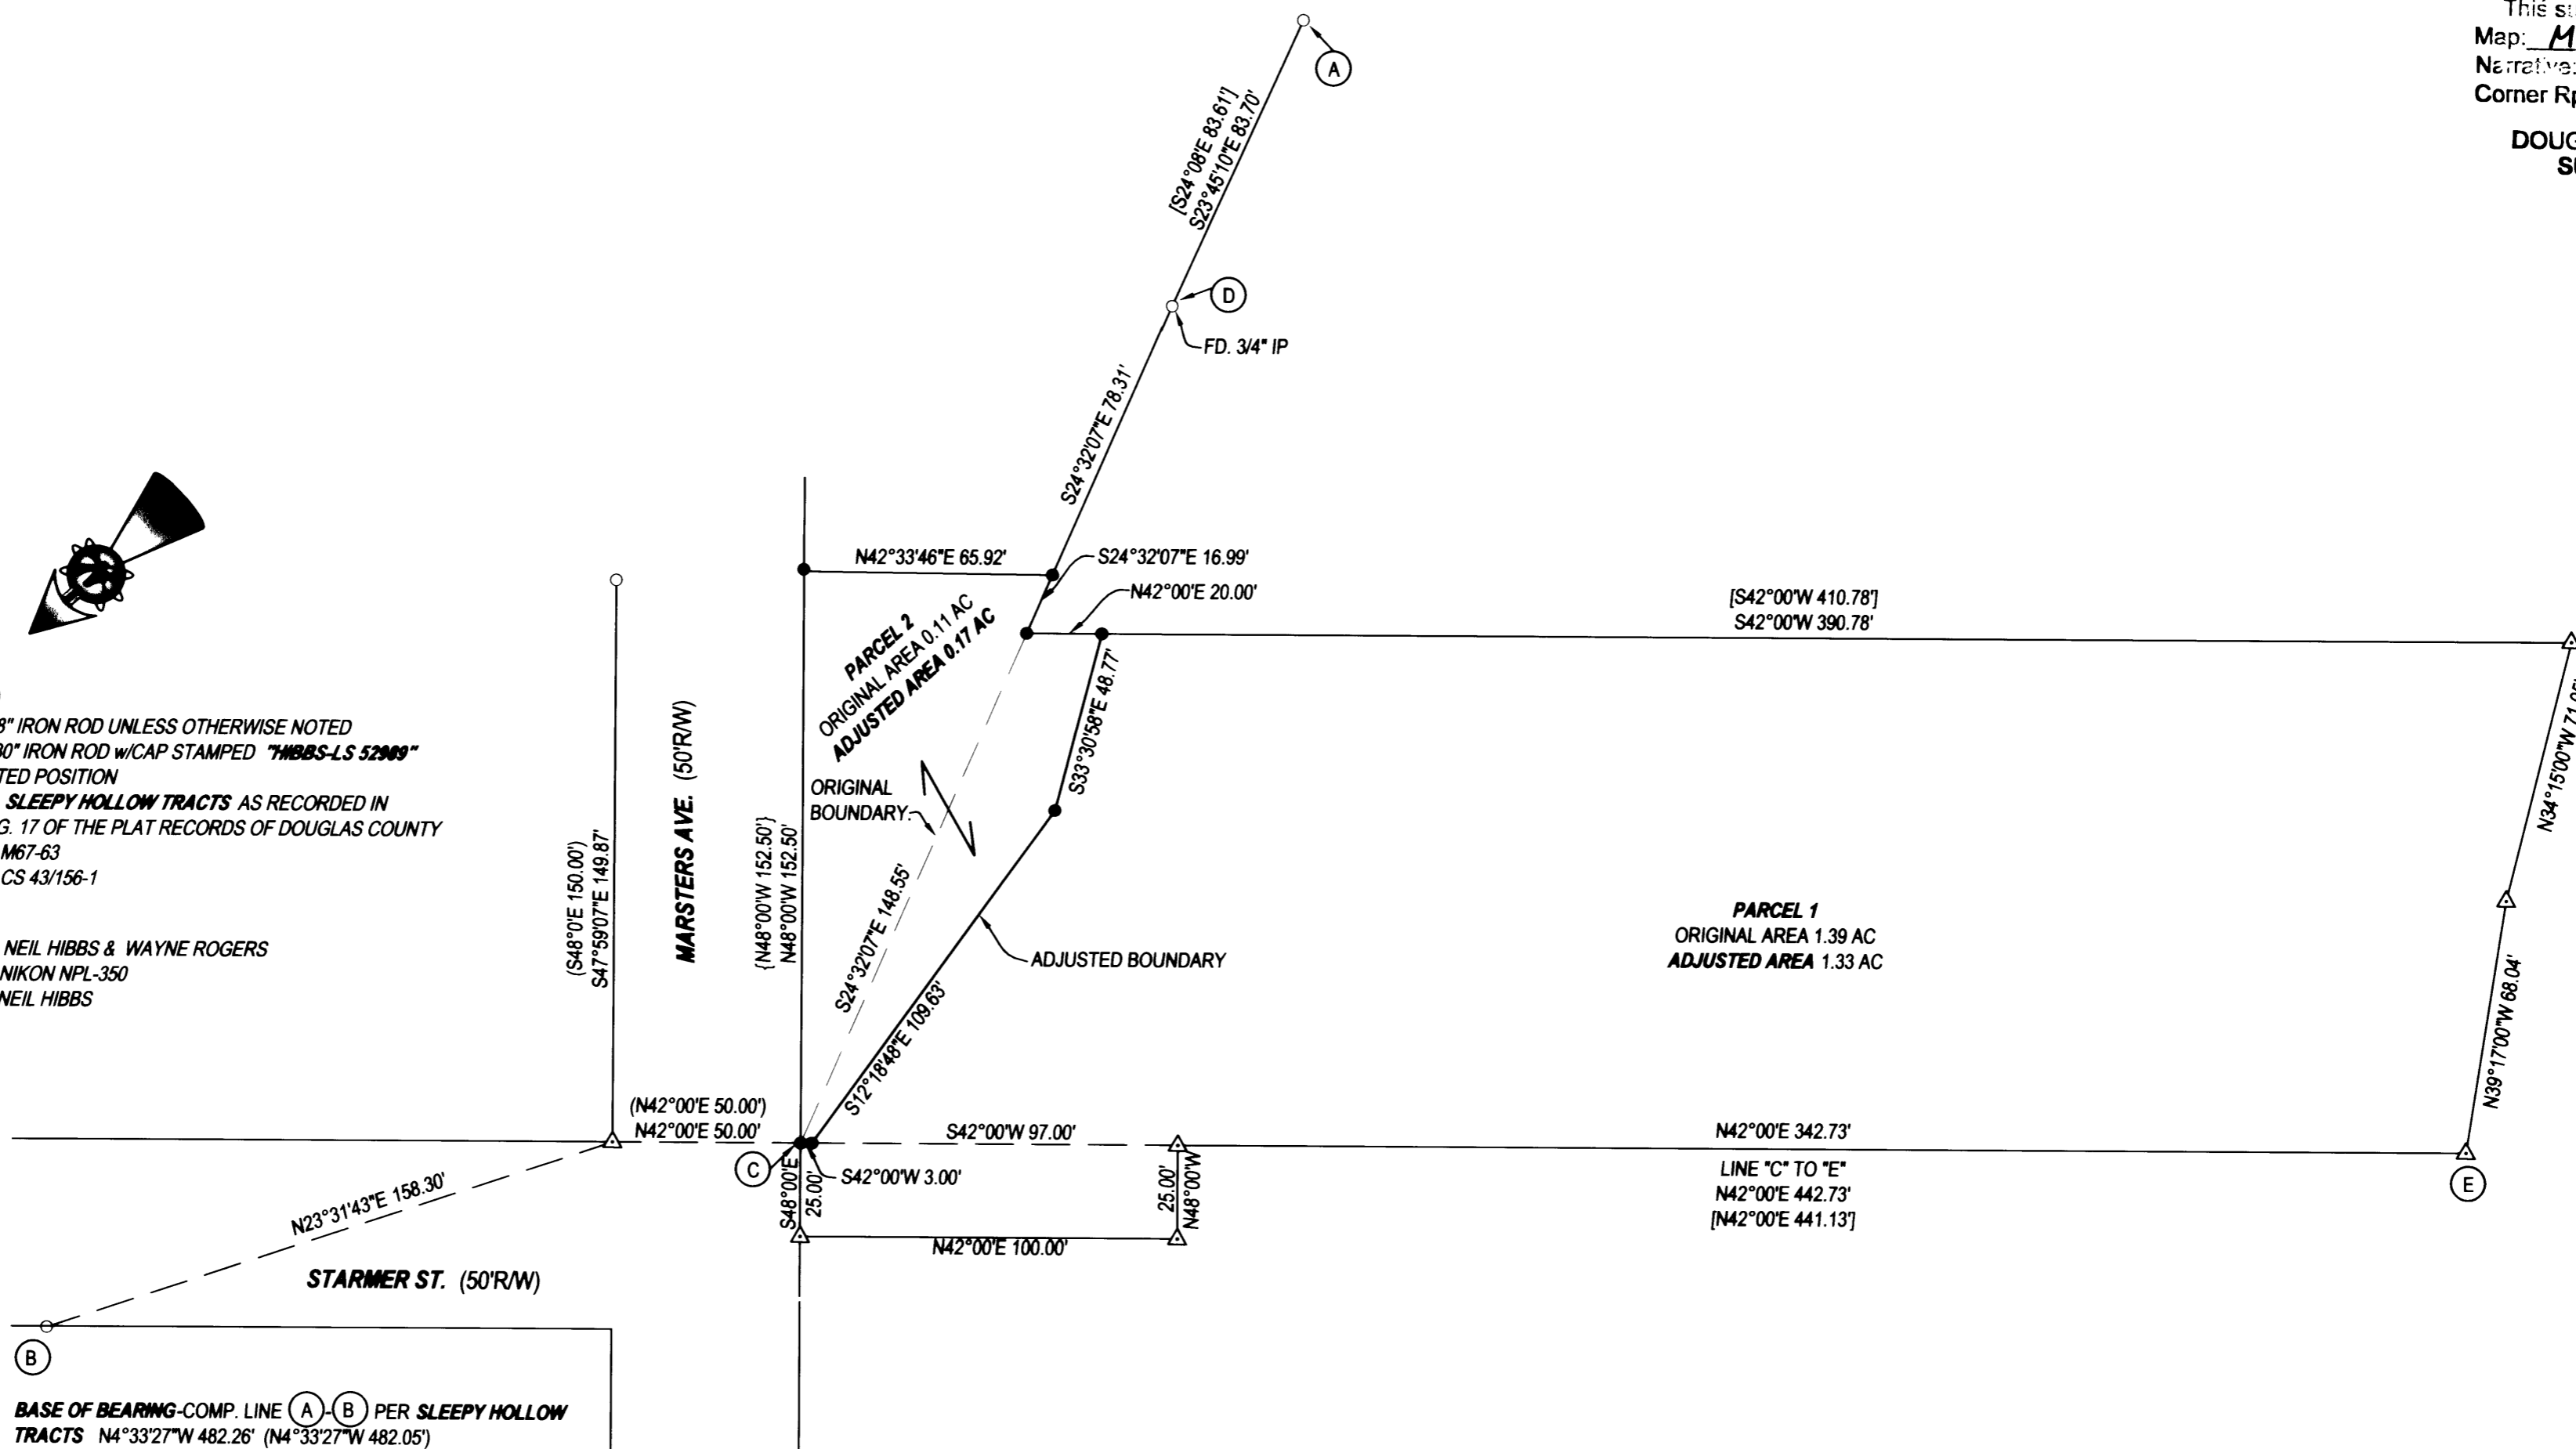 This
Map: M
Narrative:
Corner
A
[S24°08'E 83.61']
S23°45'10"E 83.70'
D
FD. 3/4" IP
S24°32'07"E 78.31'
N42°33'46"E 65.92'
S24°32'07"E 16.99'
N42°00'E 20.00'
[S42°00'W 410.78']
S42°00'W 390.78'
PARCEL 2
ORIGINAL AREA 0.11 AC
ADJUSTED AREA 0.17 AC
S33°30'58"E 48.77'
ORIGINAL
BOUNDARY
8" IRON ROD UNLESS OTHERWISE NOTED
30" IRON ROD w/CAP STAMPED "HIBBS-LS 52989"
TED POSITION
SLEEPY HOLLOW TRACTS AS RECORDED IN
G. 17 OF THE PLAT RECORDS OF DOUGLAS COUNTY
M67-63
CS 43/156-1
NEIL HIBBS & WAYNE ROGERS
NIKON NPL-350
NEIL HIBBS
(S48°0'E 150.00')
S47°59'07"E 149.87'
MARSTERS AVE. (50'R/W)
{N48°00'W 152.50'}
N48°00'W 152.50'
S24°32'07"E 148.55'
S12°18'48"E 109.63'
ADJUSTED BOUNDARY
PARCEL 1
ORIGINAL AREA 1.39 AC
ADJUSTED AREA 1.33 AC
N34°15'00"W
N39°17'00"W 68.04'
(N42°00'E 50.00')
N42°00'E 50.00'
S42°00'W 97.00'
N42°00'E 342.73'
C
S42°00'W 3.00'
S48°00'E
25.00'
25.00'
N48°00'W
LINE "C" TO "E"
N42°00'E 442.73'
[N42°00'E 441.13']
E
N42°00'E 100.00'
N23°31'43"E 158.30'
STARMER ST. (50'R/W)
B
BASE OF BEARING-COMP. LINE A-B PER SLEEPY HOLLOW
TRACTS N4°33'27"W 482.26' (N4°33'27"W 482.05')